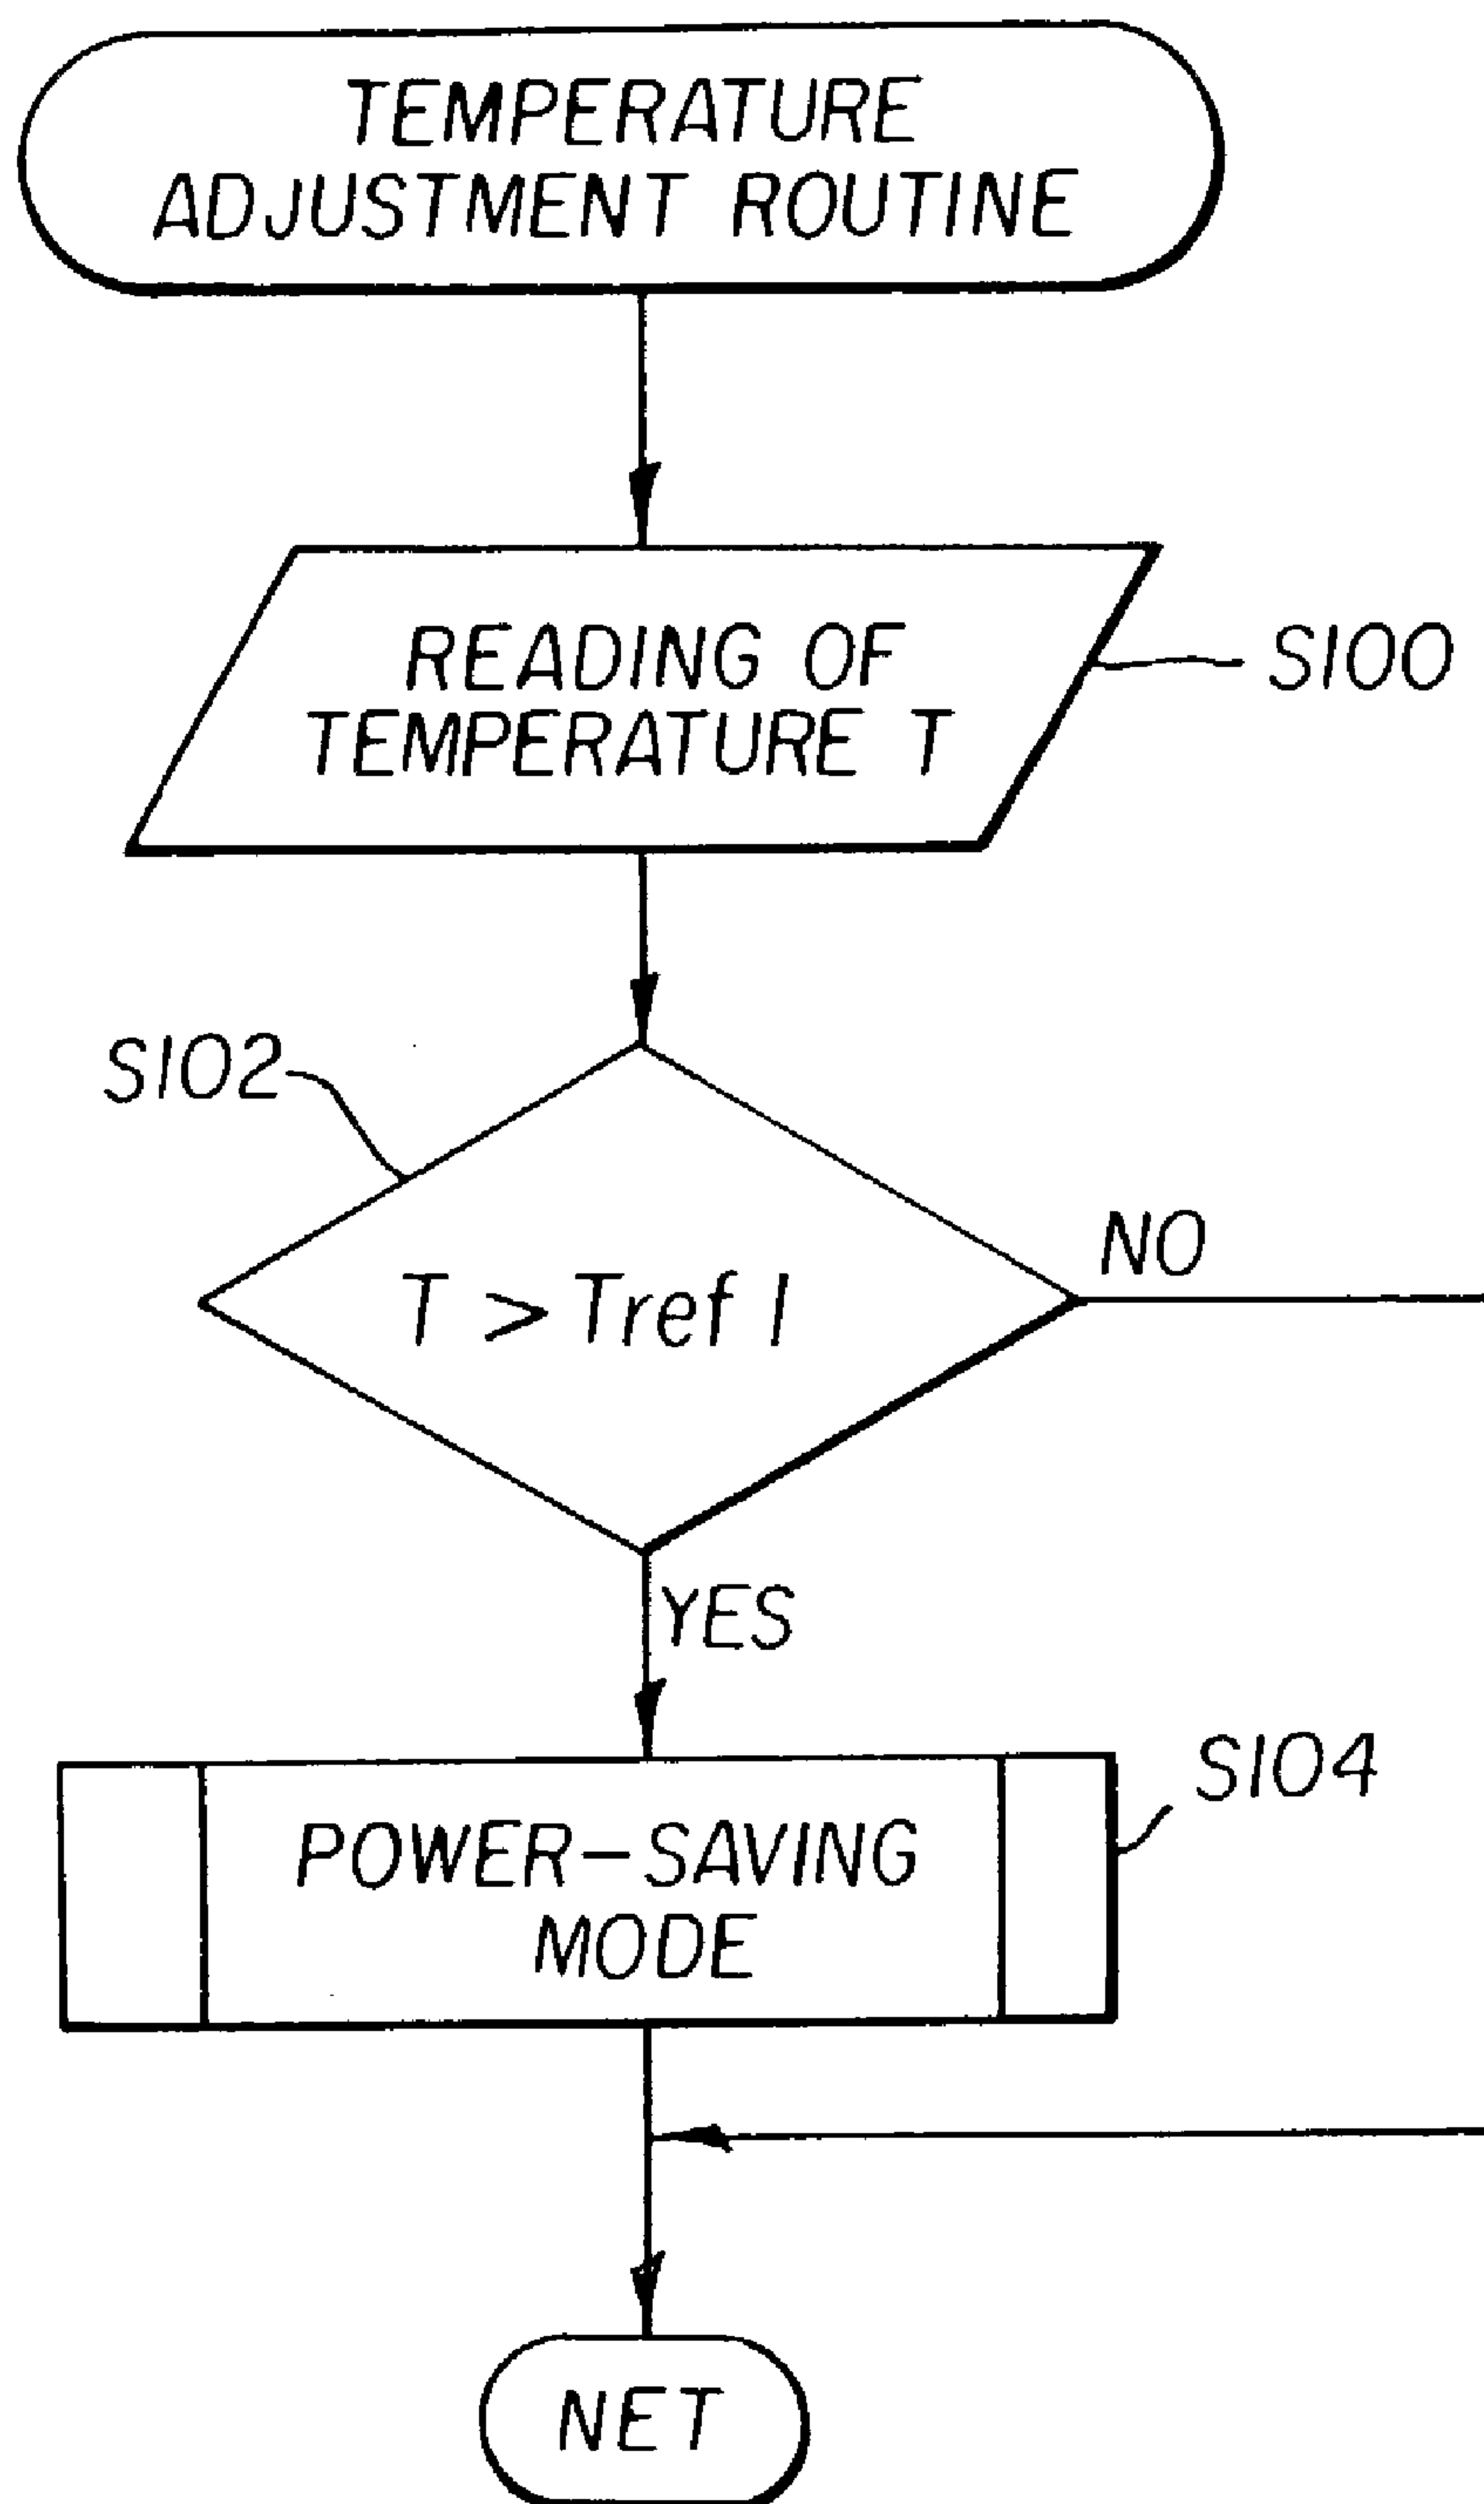 TEMPERATURE
ADJUSTMENT ROUTINE
READING OF
TEMPERATURE T
S100
S102
T > Tref 1
NO
YES
S104
POWER-SAVING
MODE
NET